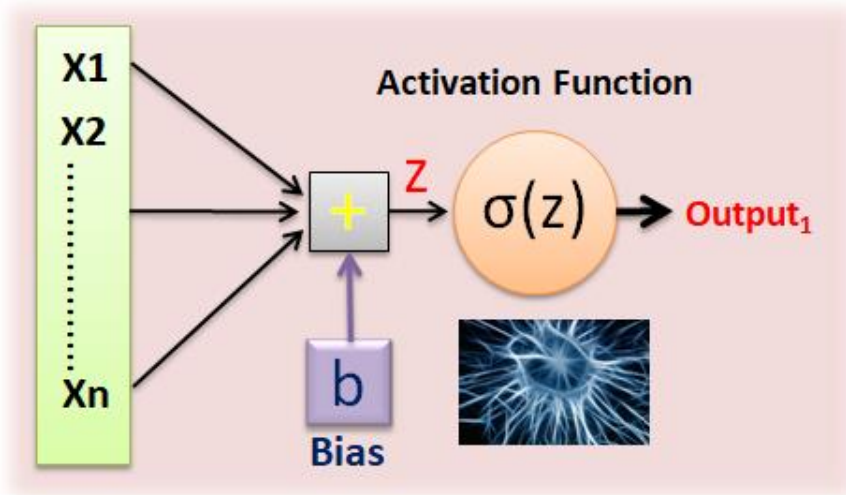 X1
X2
Xn
Activation Function
+
Z
σ(z)
Output₁
b
Bias